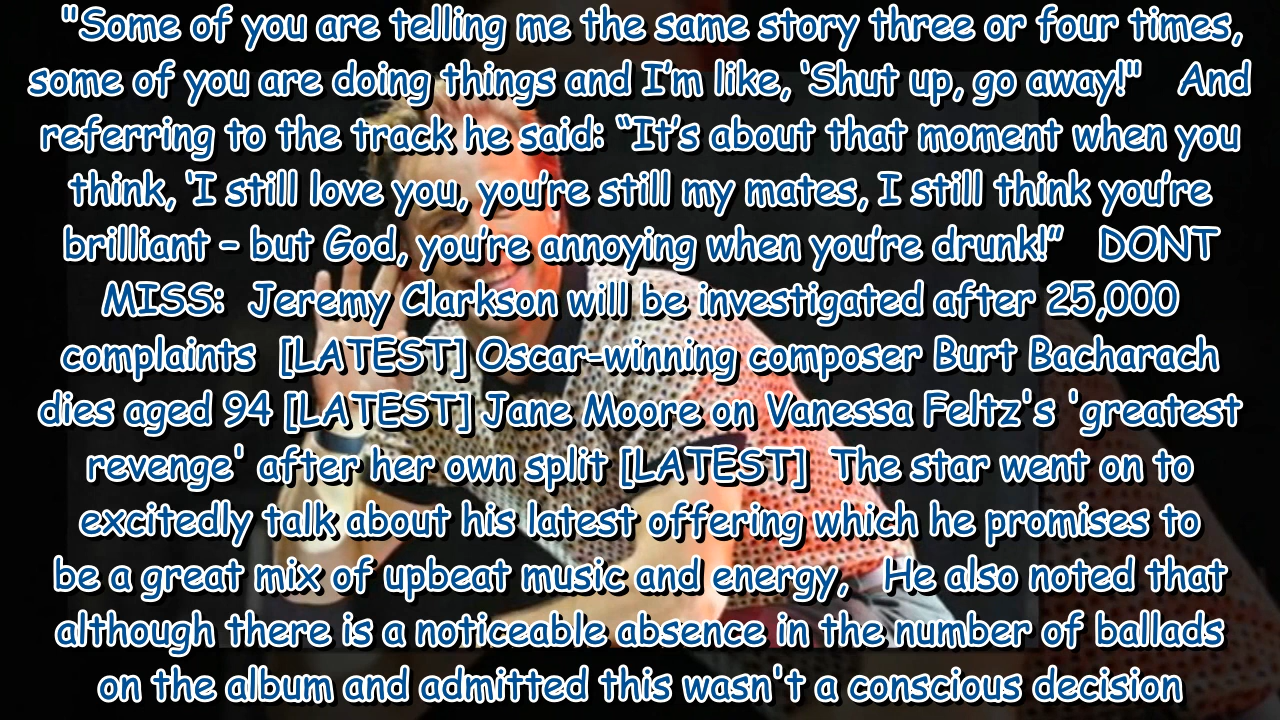 "Some of you are telling me the same story three or four times,
some of you are doing things and I’m like, ‘Shut up, go away!"   And
referring to the track he said: “It’s about that moment when you
think, ‘I still love you, you’re still my mates, I still think you’re
brilliant – but God, you’re annoying when you’re drunk!”   DONT
MISS:  Jeremy Clarkson will be investigated after 25,000
complaints  [LATEST] Oscar-winning composer Burt Bacharach
dies aged 94 [LATEST] Jane Moore on Vanessa Feltz's 'greatest
revenge' after her own split [LATEST]  The star went on to
excitedly talk about his latest offering which he promises to
be a great mix of upbeat music and energy,   He also noted that
although there is a noticeable absence in the number of ballads
on the album and admitted this wasn't a conscious decision